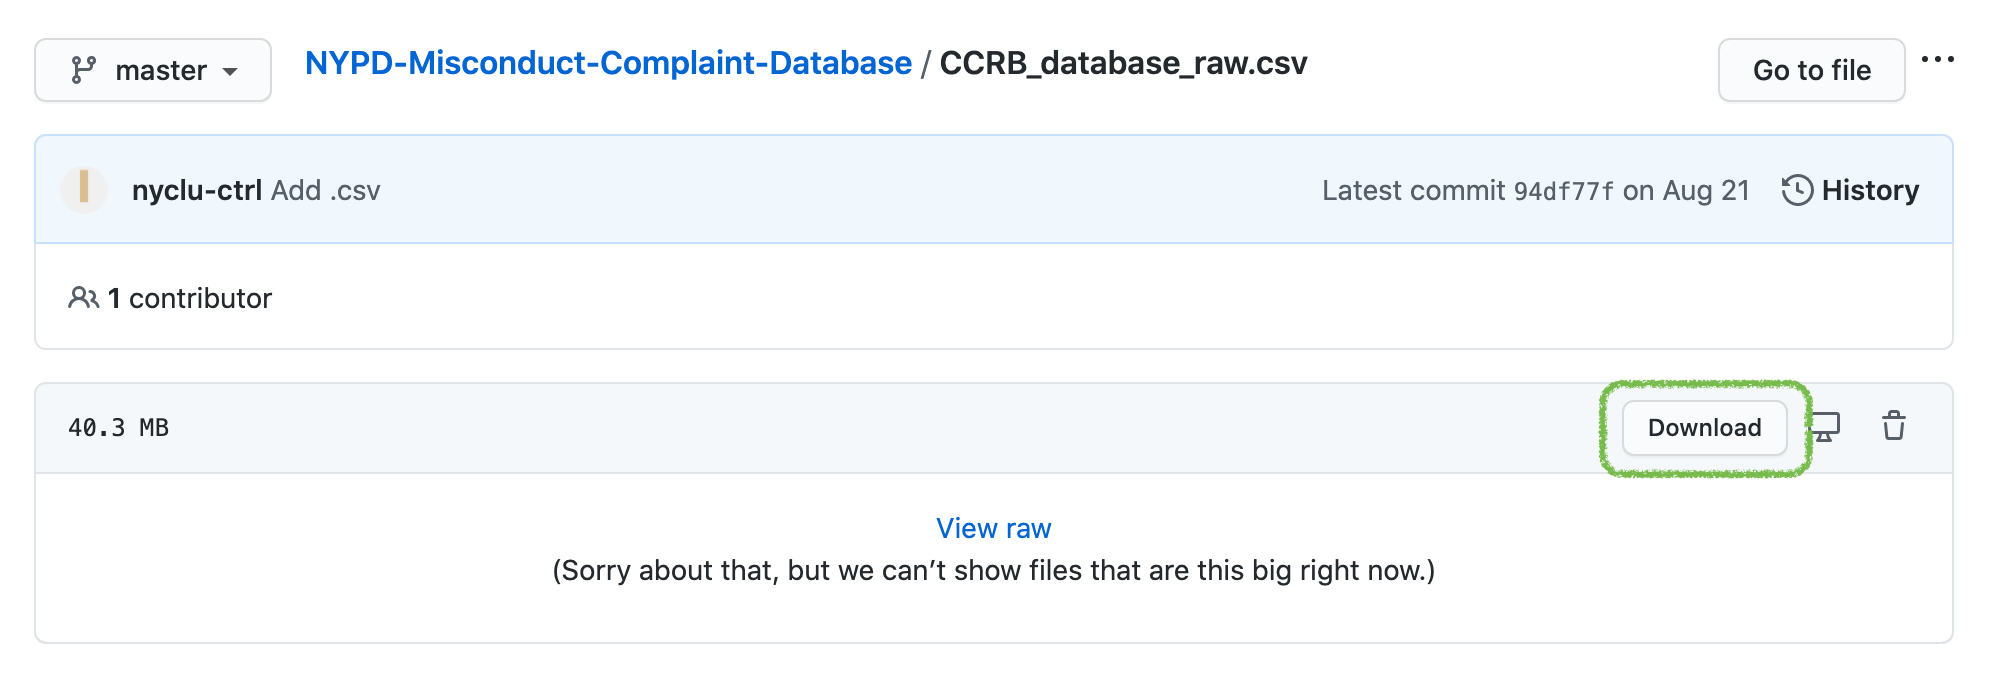 master
NYPD-Misconduct-Complaint-Database / CCRB_database_raw.csv
Go to file
nyclu-ctrl Add .csv
Latest commit 94df77f on Aug 21
History
1 contributor
40.3 MB
Download
View raw
(Sorry about that, but we can’t show files that are this big right now.)